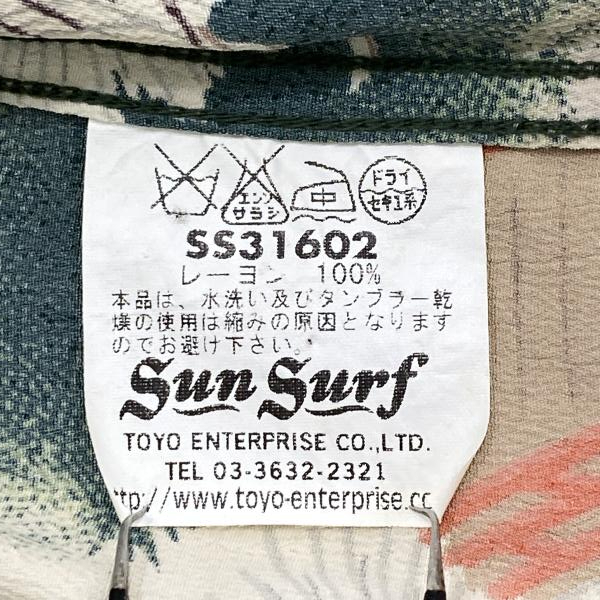 エンソ
サラシ
中
ドライ
セキユ系
SS31602
レーヨン 100%
本品は、水洗い及びタンブラー乾
燥の使用は縮みの原因となります
のでお避け下さい。
Sun Surf
TOYO ENTERPRISE CO.,LTD.
TEL 03-3632-2321
ttp://www.toyo-enterprise.cc